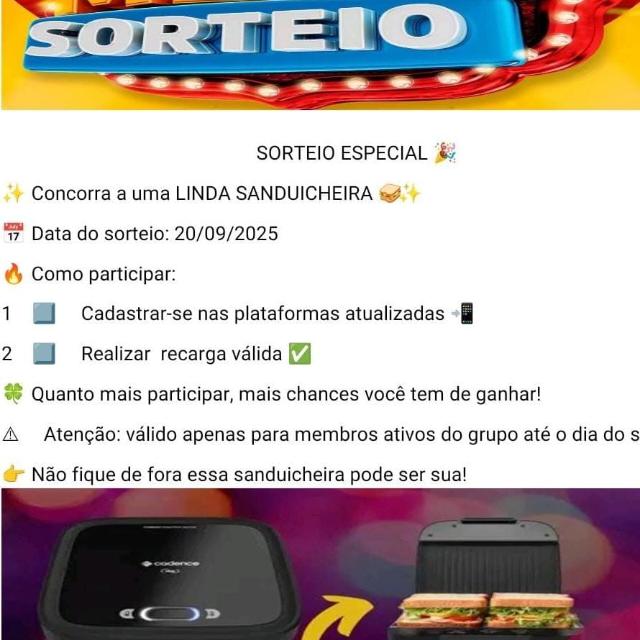 SORTEIO
SORTEIO ESPECIAL 🎉
✨ Concorra a uma LINDA SANDUICHEIRA 🥪✨
📅 Data do sorteio: 20/09/2025
🔥 Como participar:
1 Cadastrar-se nas plataformas atualizadas 📲
2 Realizar recarga válida ✅
🍀 Quanto mais participar, mais chances você tem de ganhar!
⚠ Atenção: válido apenas para membros ativos do grupo até o dia do s
👉 Não fique de fora essa sanduicheira pode ser sua!
cadence